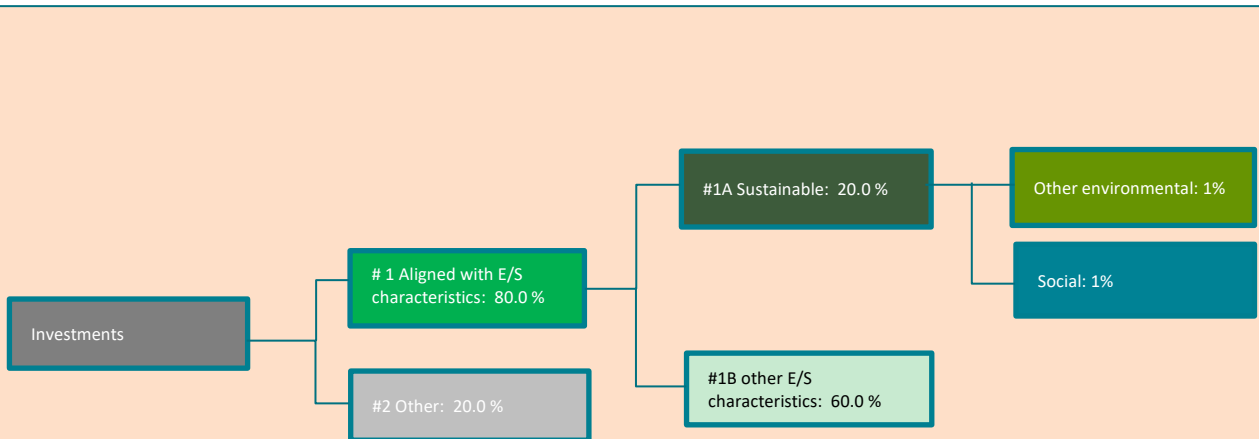 Investments
# 1 Aligned with E/S
characteristics:  80.0 %
#2 Other:  20.0 %
#1A Sustainable:  20.0 %
#1B other E/S
characteristics:  60.0 %
Other environmental: 1%
Social: 1%